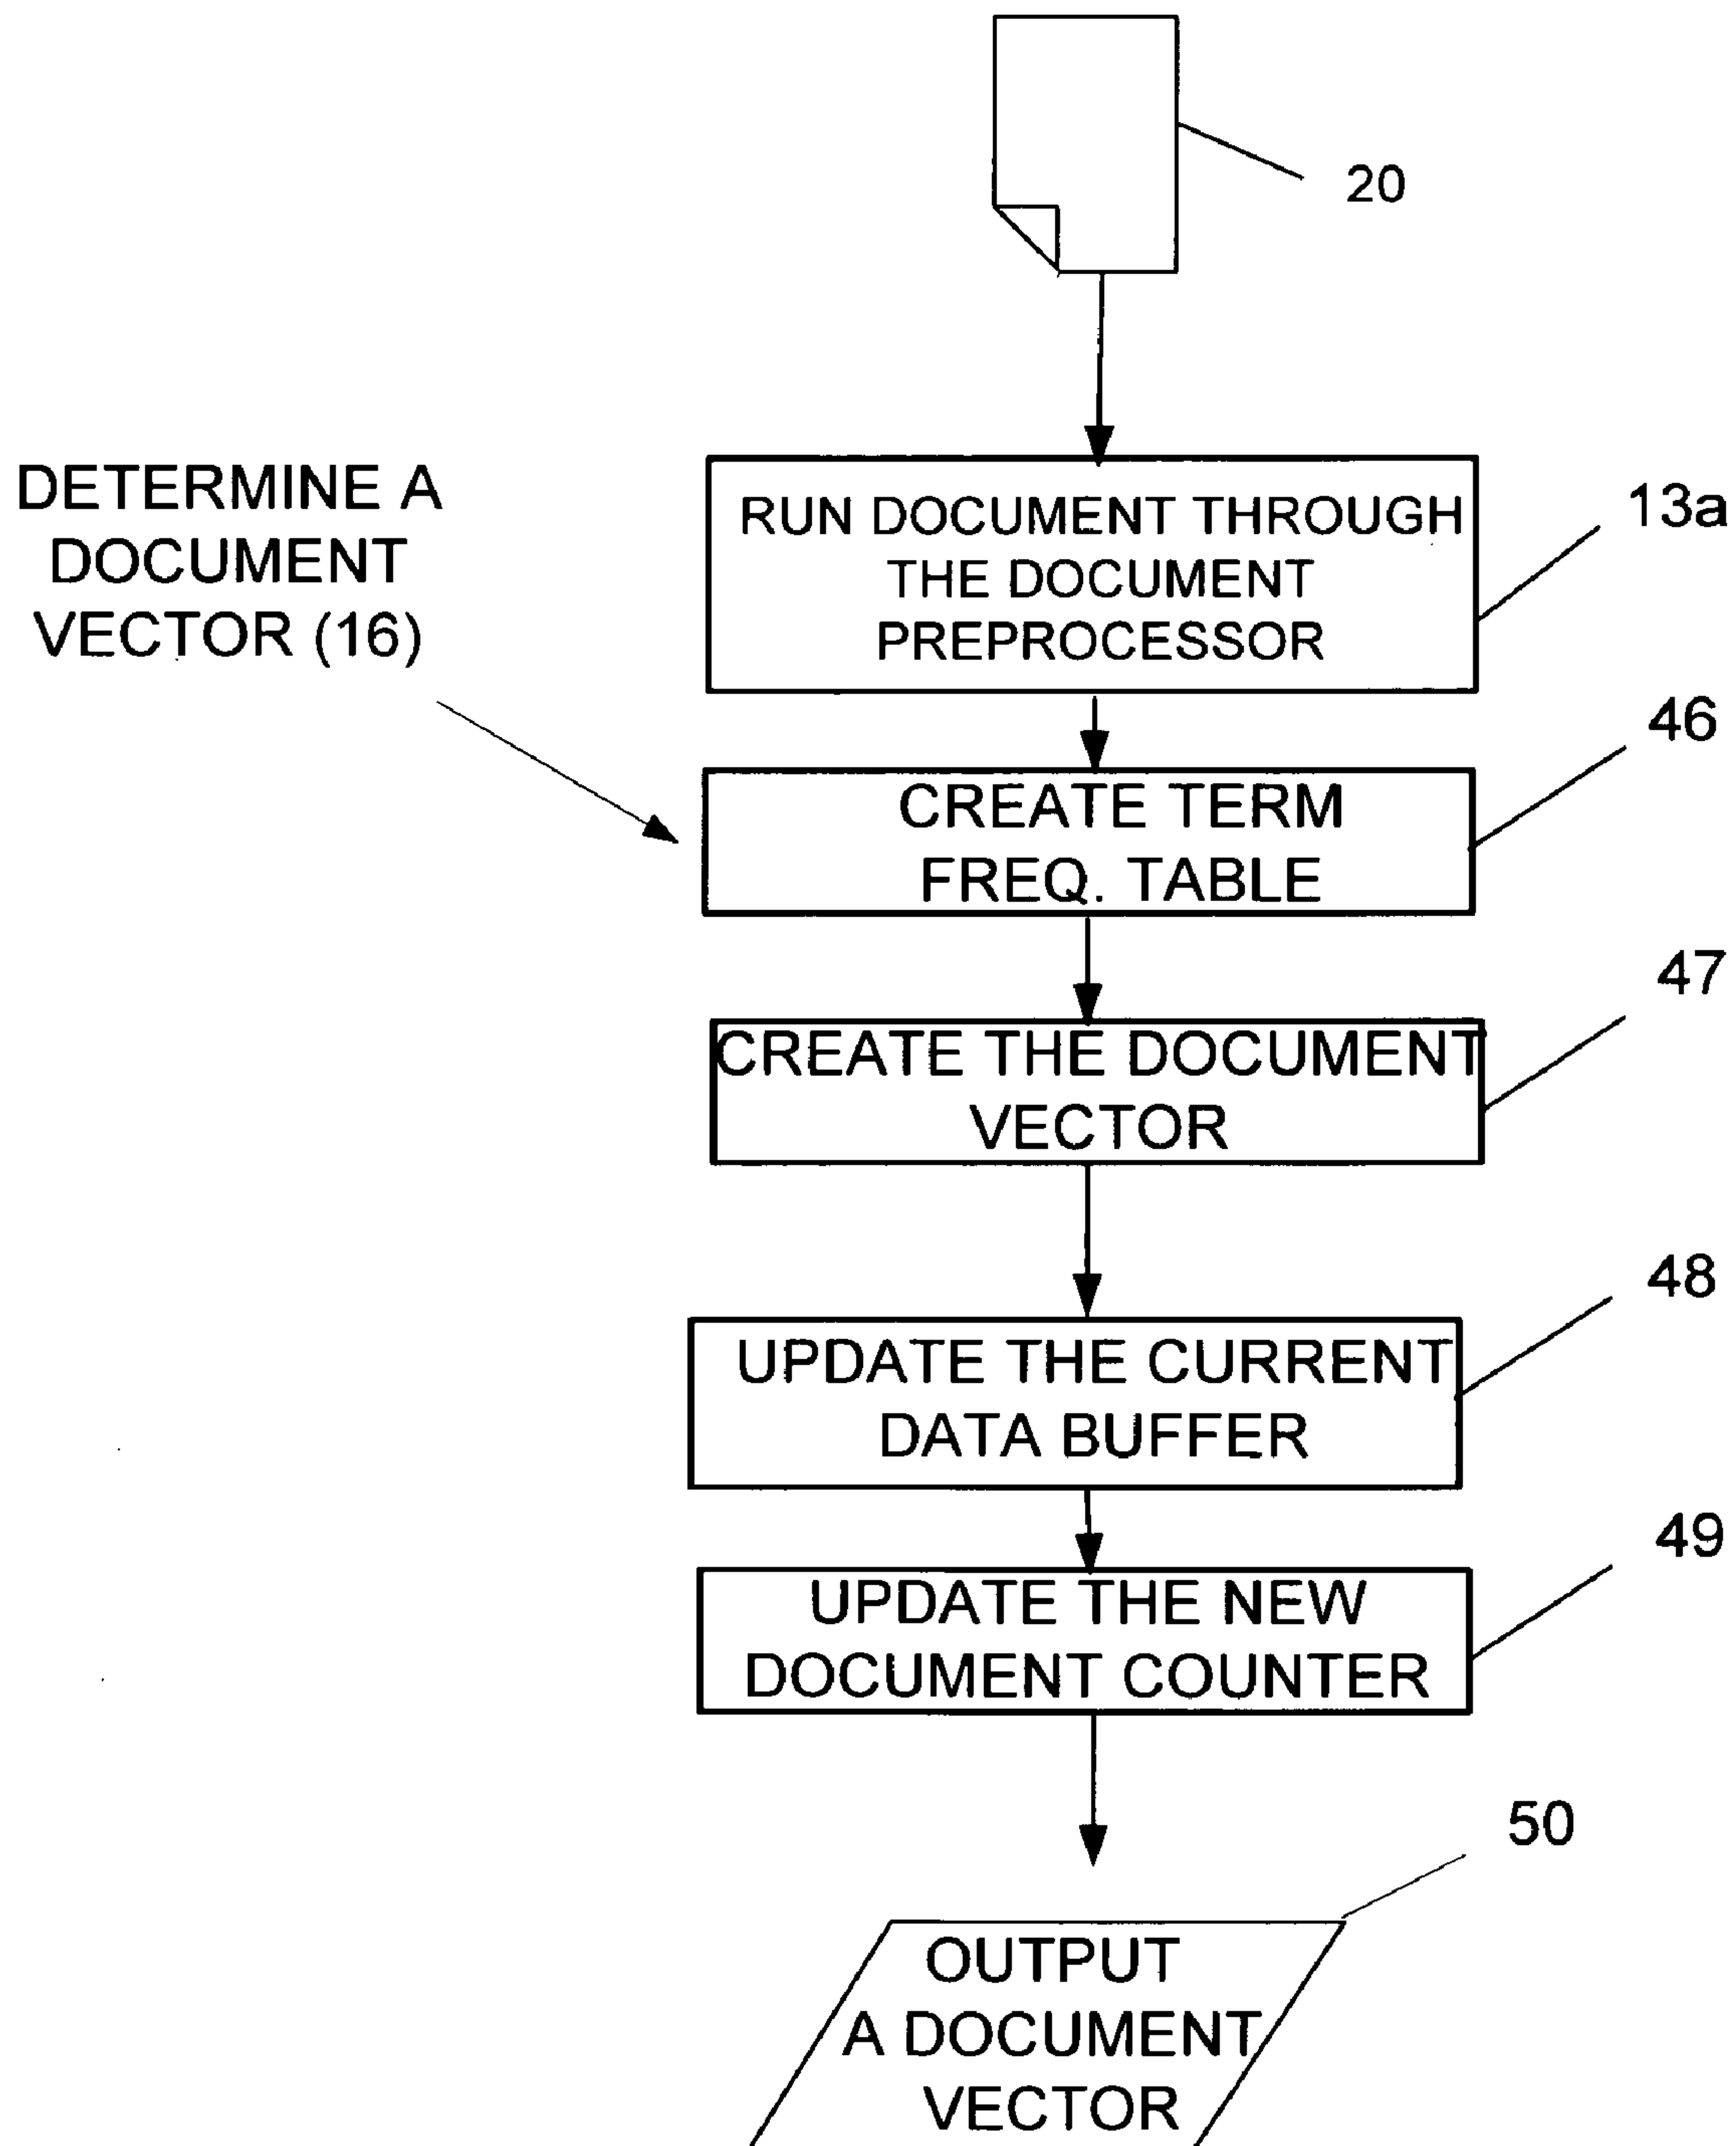 20
DETERMINE A
DOCUMENT
VECTOR (16)
RUN DOCUMENT THROUGH
THE DOCUMENT
PREPROCESSOR
13a
46
CREATE TERM
FREQ. TABLE
47
CREATE THE DOCUMENT
VECTOR
48
UPDATE THE CURRENT
DATA BUFFER
49
UPDATE THE NEW
DOCUMENT COUNTER
50
OUTPUT
A DOCUMENT
VECTOR